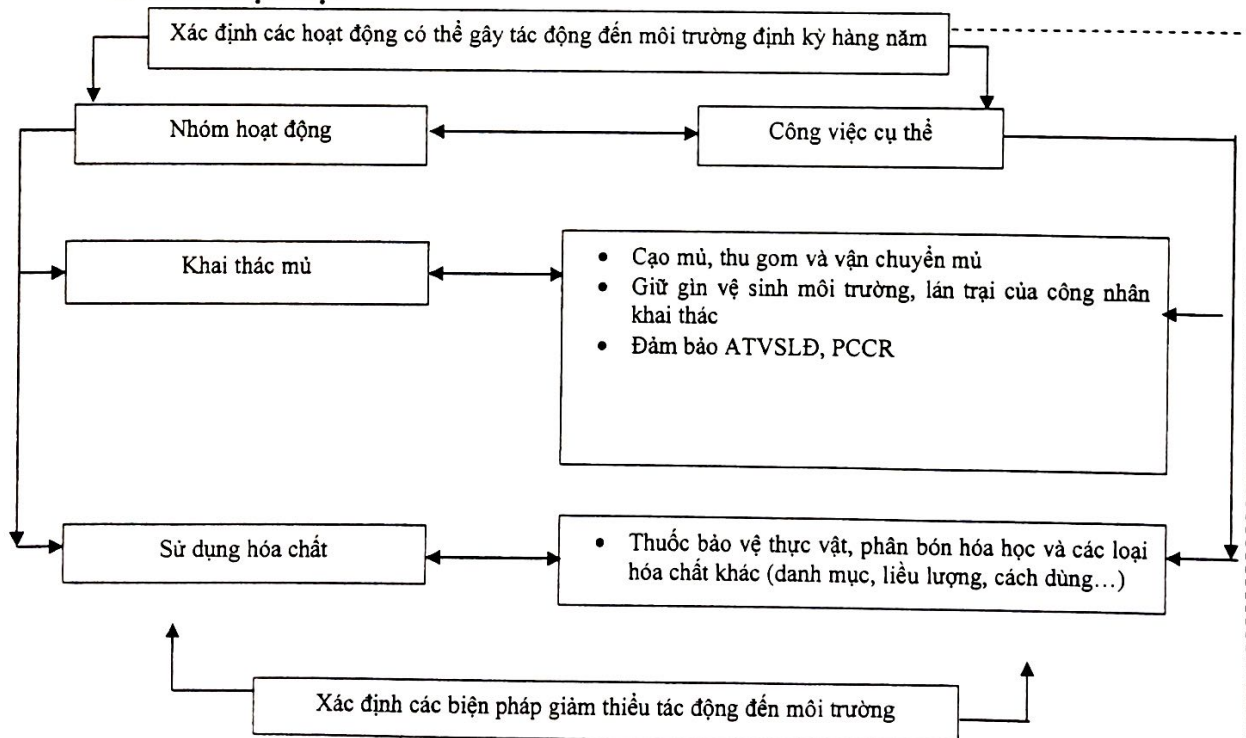 Xác định các hoạt động có thể gây tác động đến môi trường định kỳ hàng năm
Nhóm hoạt động
Công việc cụ thể
Khai thác mủ
• Cạo mủ, thu gom và vận chuyển mủ
• Giữ gìn vệ sinh môi trường, lán trại của công nhân
khai thác
• Đảm bảo ATVSLĐ, PCCR
Sử dụng hóa chất
• Thuốc bảo vệ thực vật, phân bón hóa học và các loại
hóa chất khác (danh mục, liều lượng, cách dùng…)
Xác định các biện pháp giảm thiểu tác động đến môi trường